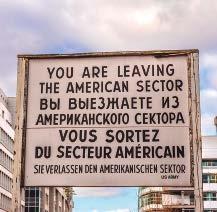 YOU ARE LEAVING
THE AMERICAN SECTOR
ВЫ ВЫЕЗЖАЕТЕ ИЗ
АМЕРИКАНСКОГО СЕКТОРА
VOUS SORTEZ
DU SECTEUR AMÉRICAIN
SIE VERLASSEN DEN AMERIKANISCHEN SEKTOR
US ARMY